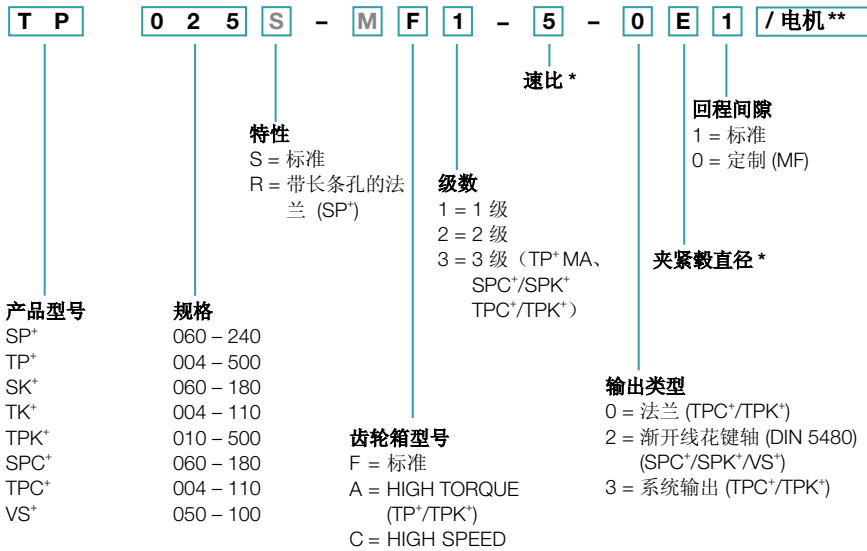 T P 0 2 5 S – M F 1 – 5 – 0 E 1 / 电机**
速比 *
回程间隙
1 = 标准
0 = 定制 (MF)
特性
S = 标准
R = 带长条孔的法
兰 (SP⁺)
级数
1 = 1 级
2 = 2 级
3 = 3 级（TP⁺ MA、
SPC⁺/SPK⁺
TPC⁺/TPK⁺）
夹紧毂直径 *
产品型号
SP⁺
TP⁺
SK⁺
TK⁺
TPK⁺
SPC⁺
TPC⁺
VS⁺
规格
060 – 240
004 – 500
060 – 180
004 – 110
010 – 500
060 – 180
004 – 110
050 – 100
齿轮箱型号
F = 标准
A = HIGH TORQUE
(TP⁺/TPK⁺)
C = HIGH SPEED
输出类型
0 = 法兰 (TPC⁺/TPK⁺)
2 = 渐开线花键轴 (DIN 5480)
(SPC⁺/SPK⁺/VS⁺)
3 = 系统输出 (TPC⁺/TPK⁺)